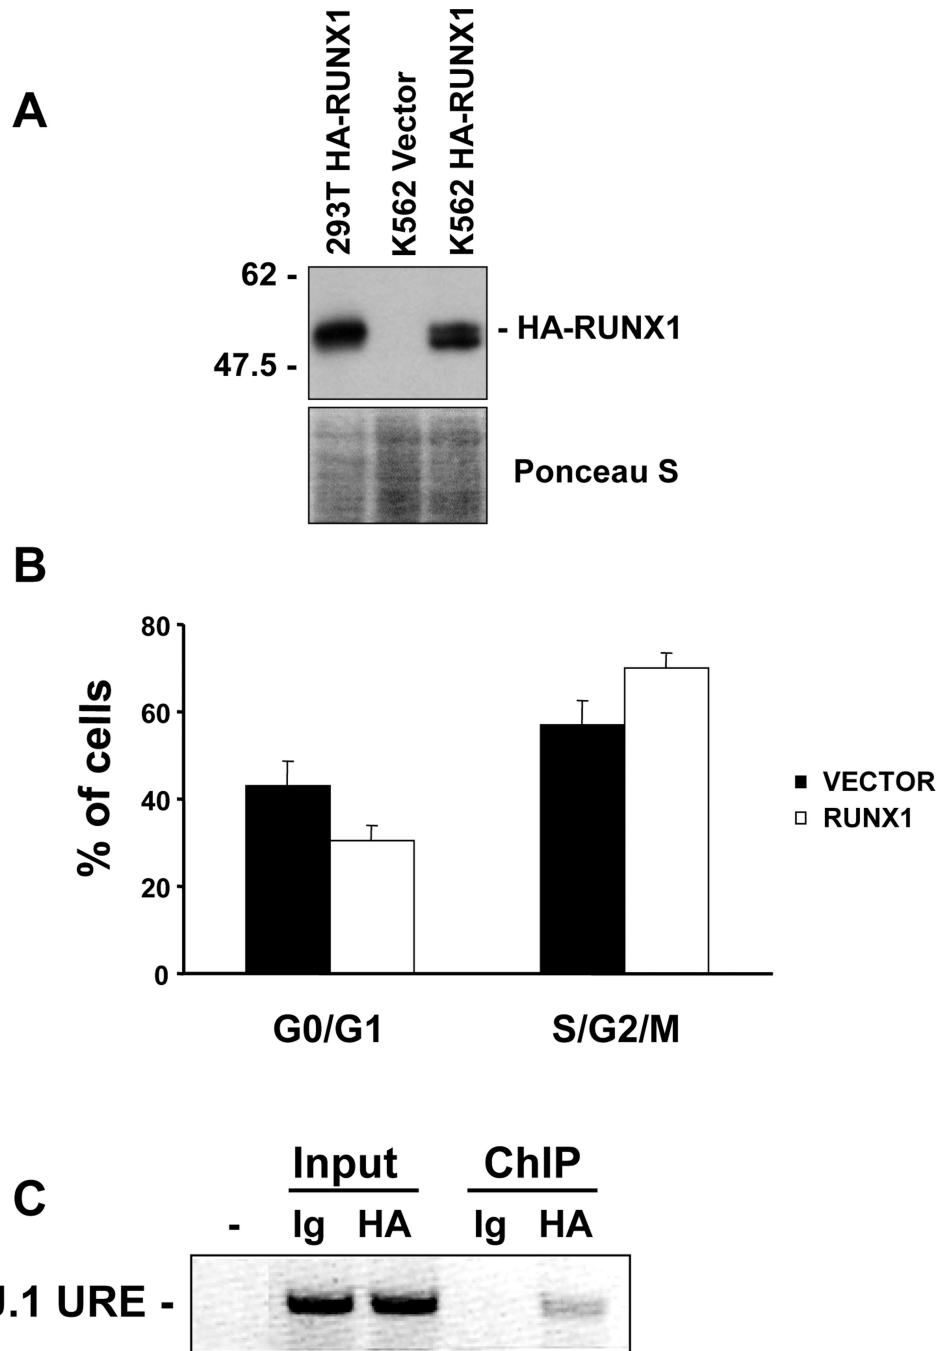 A
293T HA-RUNX1
K562 Vector
K562 HA-RUNX1
62 -
- HA-RUNX1
47.5 -
Ponceau S
B
80
60
40
20
0
% of cells
VECTOR
RUNX1
G0/G1
S/G2/M
C
Input
ChIP
-
Ig
HA
Ig
HA
.1 URE -